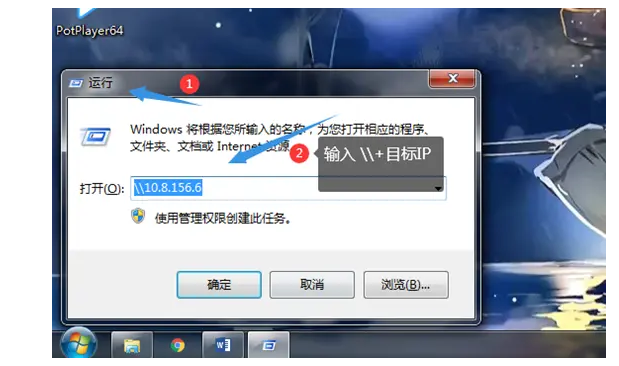 PotPlayer64
运行
1
Windows 将根据您所输入的名称，为您打开相应的程序、
文件夹、文档或 Internet 资源。
2
输入 \\+目标IP
打开(O):
\\10.8.156.6
使用管理权限创建此任务。
确定
取消
浏览(B)...